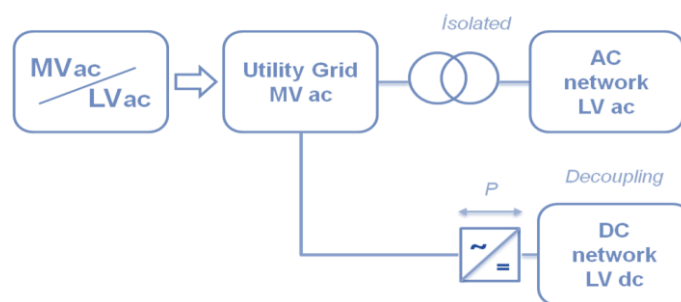 İsolated
MVac
LVac
Utility Grid
MV ac
AC
network
LV ac
P
Decoupling
~
=
DC
network
LV dc